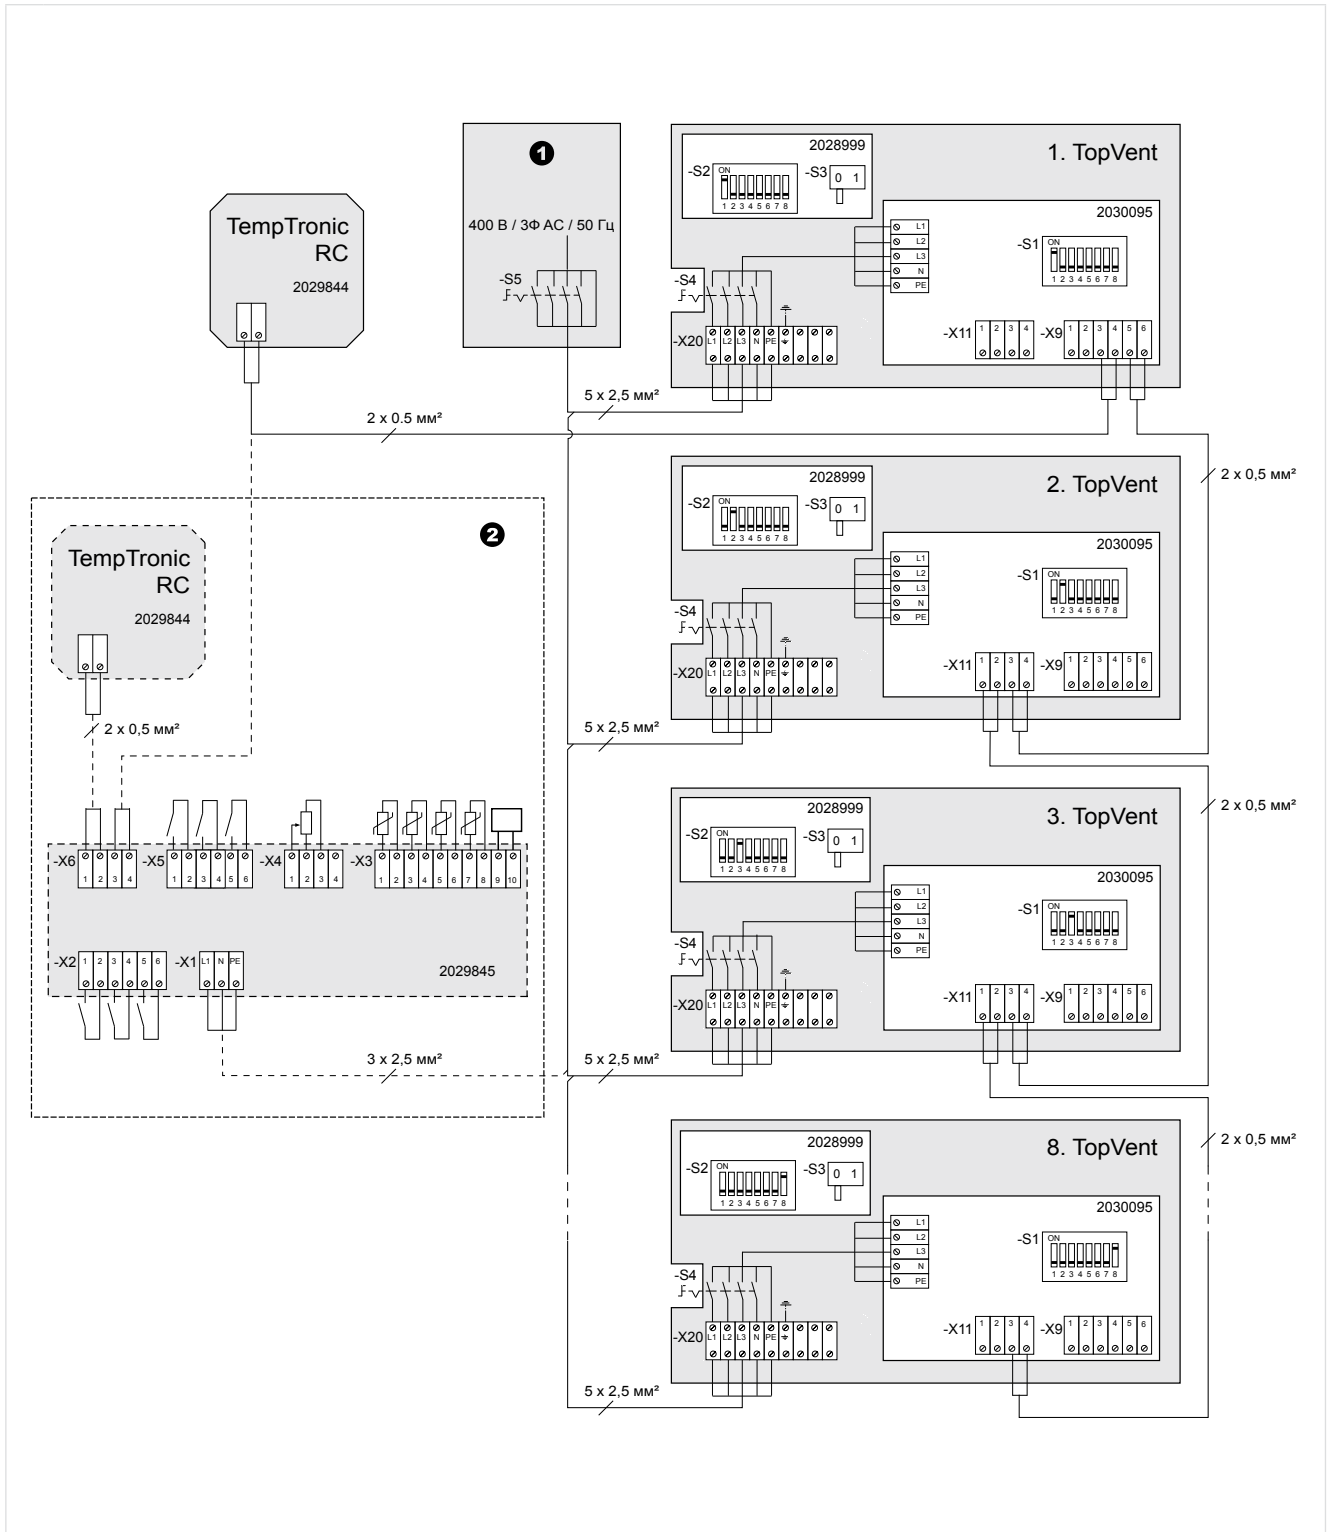 ❶
400 В / 3Ф AC / 50 Гц
-S5
TempTronic
RC
2029844
2 x 0.5 мм²
1. TopVent
2028999
-S2
ON
1 2 3 4 5 6 7 8
-S3
0 1
2030095
-S1
ON
1 2 3 4 5 6 7 8
L1
L2
L3
N
PE
-S4
-X20
L1 L2 L3 N PE
-X11
1 2 3 4
-X9
1 2 3 4 5 6
5 x 2,5 мм²
2 x 0,5 мм²
2. TopVent
2028999
-S2
ON
1 2 3 4 5 6 7 8
-S3
0 1
2030095
-S1
ON
1 2 3 4 5 6 7 8
L1
L2
L3
N
PE
-S4
-X20
L1 L2 L3 N PE
-X11
1 2 3 4
-X9
1 2 3 4 5 6
5 x 2,5 мм²
2 x 0,5 мм²
❷
TempTronic
RC
2029844
2 x 0,5 мм²
-X6
1 2 3 4
-X5
1 2 3 4 5 6
-X4
1 2 3 4
-X3
1 2 3 4 5 6 7 8 9 10
-X2
1 2 3 4 5 6
-X1
L1 N PE
2029845
3 x 2,5 мм²
3. TopVent
2028999
-S2
ON
1 2 3 4 5 6 7 8
-S3
0 1
2030095
-S1
ON
1 2 3 4 5 6 7 8
L1
L2
L3
N
PE
-S4
-X20
L1 L2 L3 N PE
-X11
1 2 3 4
-X9
1 2 3 4 5 6
5 x 2,5 мм²
2 x 0,5 мм²
8. TopVent
2028999
-S2
ON
1 2 3 4 5 6 7 8
-S3
0 1
2030095
-S1
ON
1 2 3 4 5 6 7 8
L1
L2
L3
N
PE
-S4
-X20
L1 L2 L3 N PE
-X11
1 2 3 4
-X9
1 2 3 4 5 6
5 x 2,5 мм²